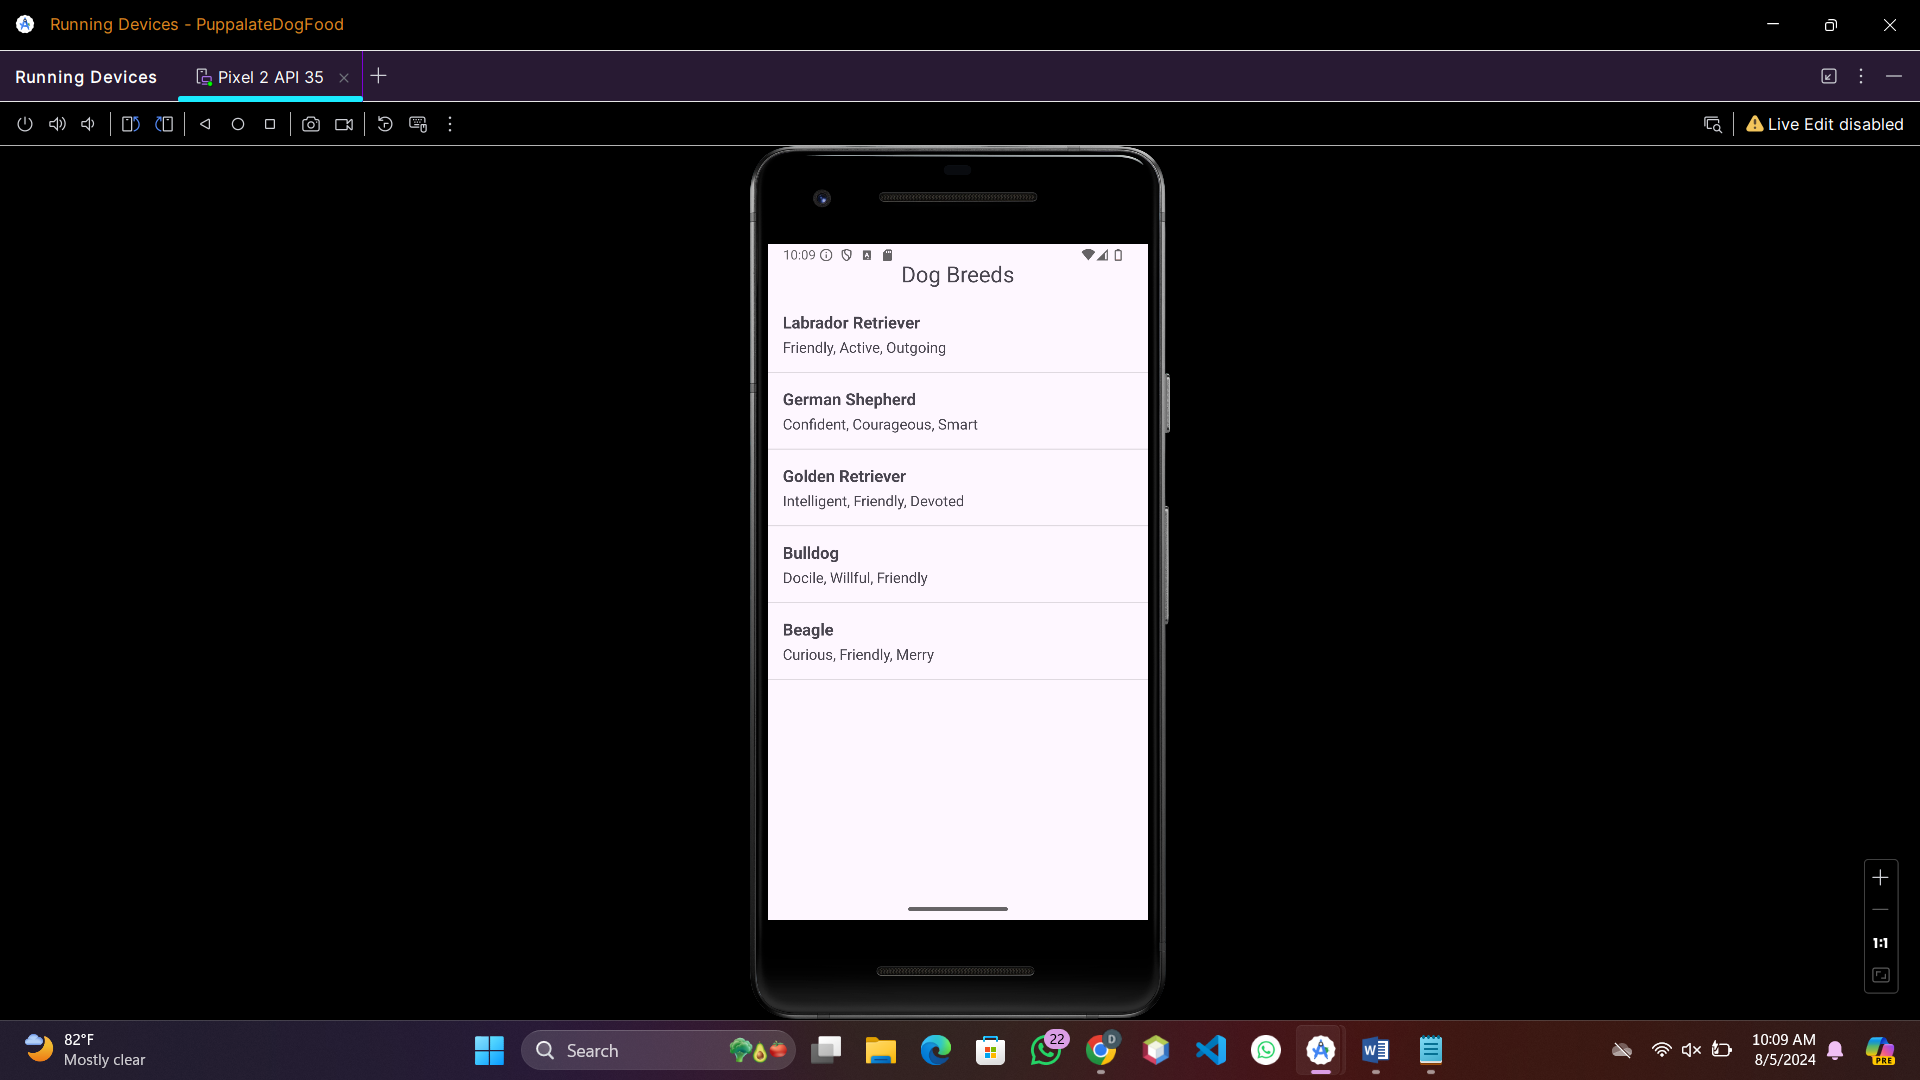 Running Devices - PuppalateDogFood
Running Devices
Pixel 2 API 35
Live Edit disabled
10:09
Dog Breeds
Labrador Retriever
Friendly, Active, Outgoing
German Shepherd
Confident, Courageous, Smart
Golden Retriever
Intelligent, Friendly, Devoted
Bulldog
Docile, Willful, Friendly
Beagle
Curious, Friendly, Merry
1:1
82°F
Mostly clear
Search
22
D
10:09 AM
8/5/2024
PRE